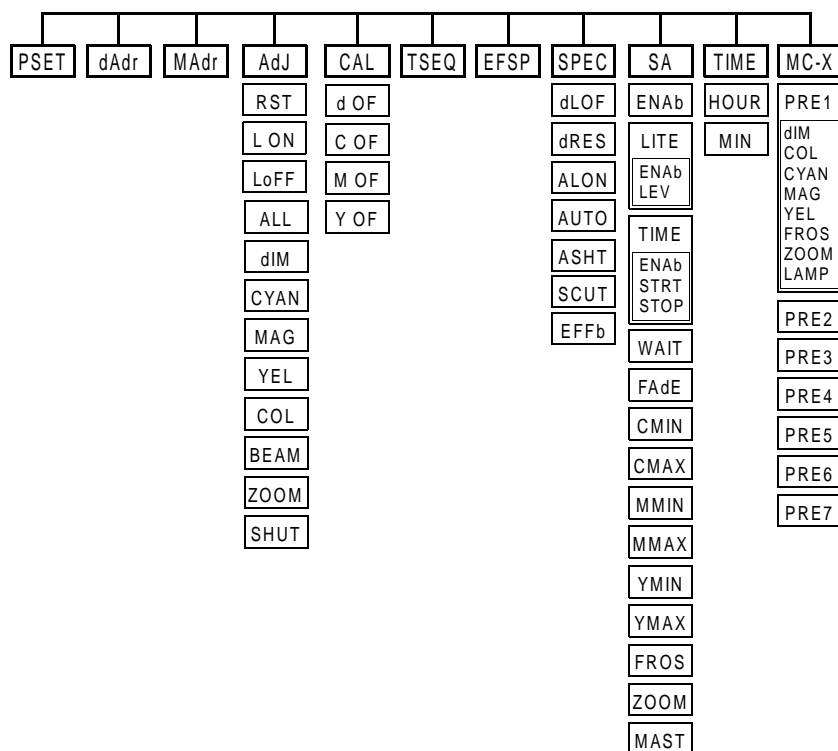 PSET dAdr MAdr AdJ CAL TSEQ EFSP SPEC SA TIME MC-X
RST
L ON
LoFF
ALL
dIM
CYAN
MAG
YEL
COL
BEAM
ZOOM
SHUT
d OF
C OF
M OF
Y OF
dLOF
dRES
ALON
AUTO
ASHT
SCUT
EFFb
ENAb
LITE
ENAb
LEV
TIME
ENAb
STRT
STOP
WAIT
FAdE
CMIN
CMAX
MMIN
MMAX
YMIN
YMAX
FROS
ZOOM
MAST
HOUR
MIN
PRE1
dIM
COL
CYAN
MAG
YEL
FROS
ZOOM
LAMP
PRE2
PRE3
PRE4
PRE5
PRE6
PRE7